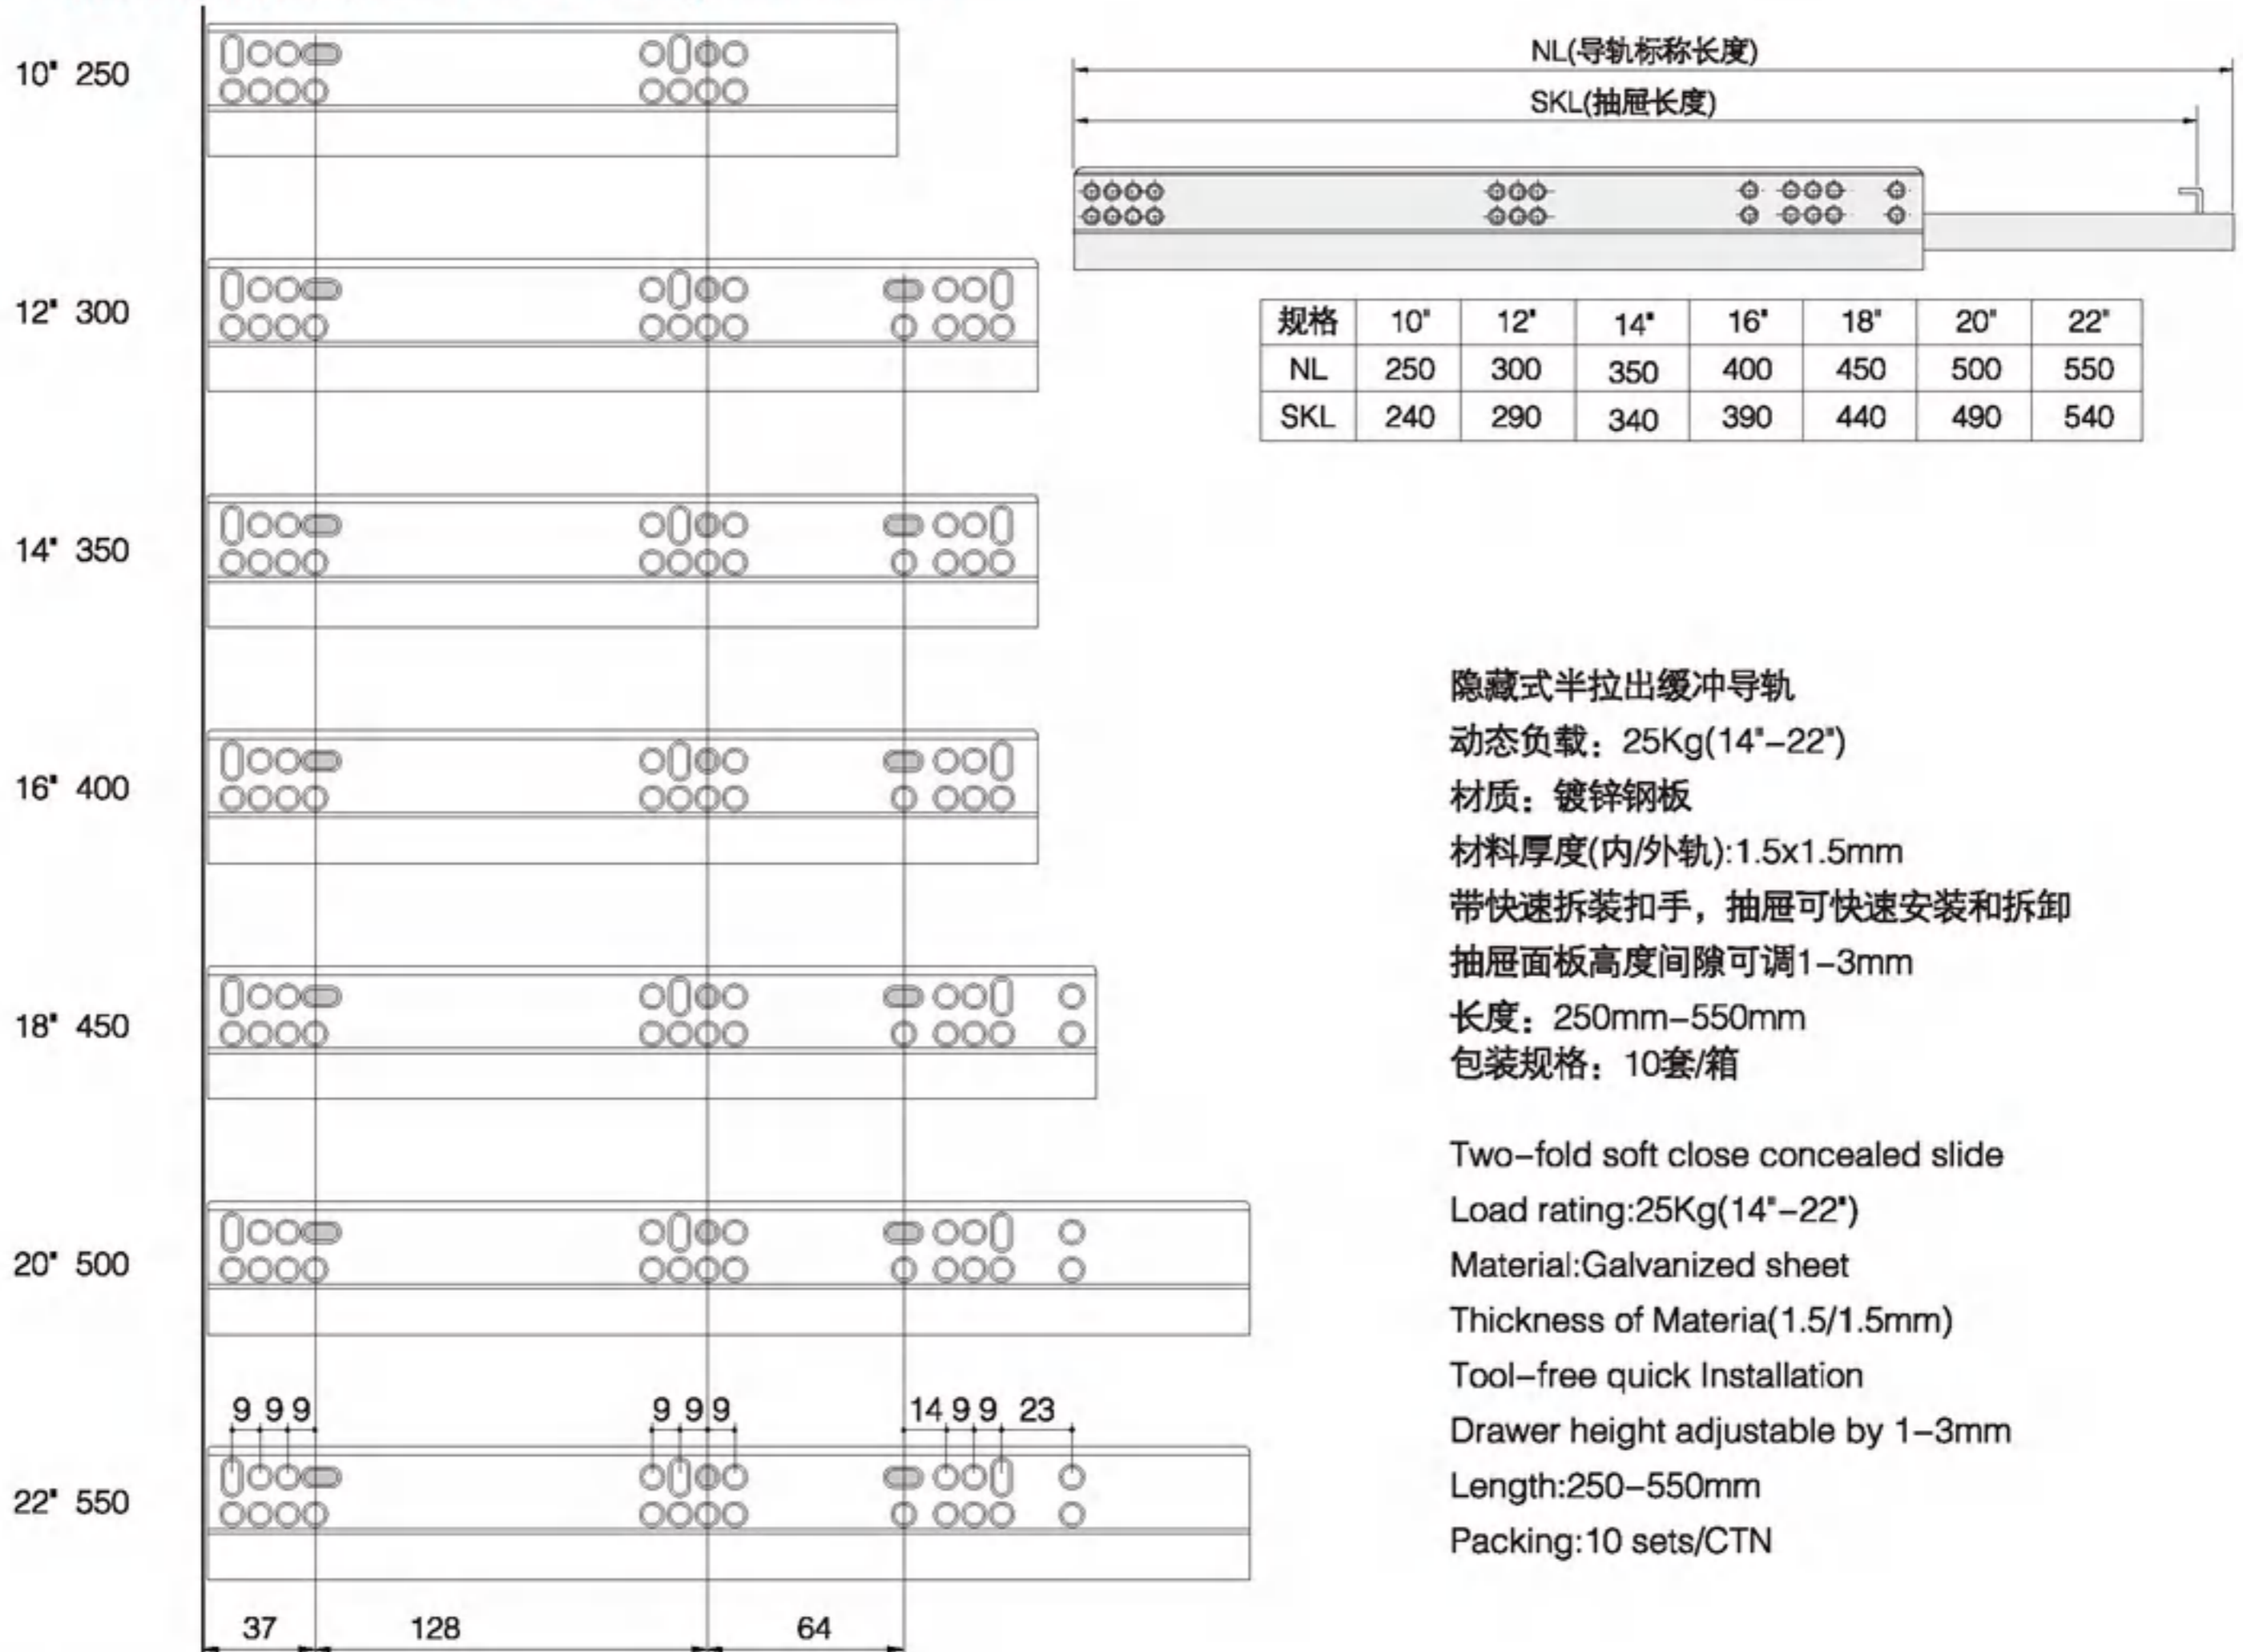 10" 250
12" 300
14" 350
16" 400
18" 450
20" 500
9 9 9 9 9 9 14 9 9 23
22" 550
37 128 64
NL(导轨标称长度)
SKL(抽屉长度)
规格 10" 12" 14" 16" 18" 20" 22"
NL 250 300 350 400 450 500 550
SKL 240 290 340 390 440 490 540
隐藏式半拉出缓冲导轨
动态负载：25Kg(14"-22")
材质：镀锌钢板
材料厚度(内/外轨):1.5x1.5mm
带快速拆装扣手，抽屉可快速安装和拆卸
抽屉面板高度间隙可调1-3mm
长度：250mm-550mm
包装规格：10套/箱
Two-fold soft close concealed slide
Load rating:25Kg(14"-22")
Material:Galvanized sheet
Thickness of Materia(1.5/1.5mm)
Tool-free quick Installation
Drawer height adjustable by 1-3mm
Length:250-550mm
Packing:10 sets/CTN